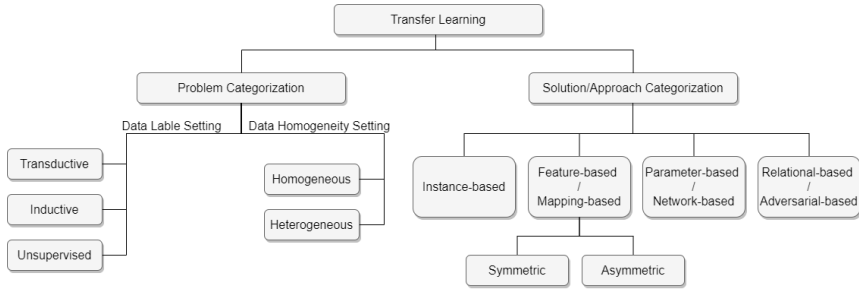 Transfer Learning
Problem Categorization
Solution/Approach Categorization
Data Lable Setting
Data Homogeneity Setting
Transductive
Inductive
Unsupervised
Homogeneous
Heterogeneous
Instance-based
Feature-based
/
Mapping-based
Parameter-based
/
Network-based
Relational-based
/
Adversarial-based
Symmetric
Asymmetric